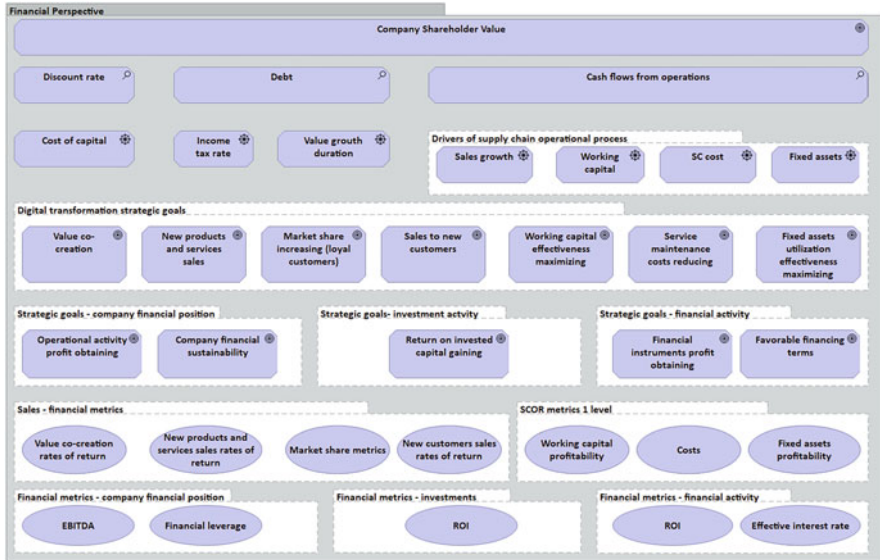 Financial Perspective
Company Shareholder Value
Discount rate
Debt
Cash flows from operations
Cost of capital
Income
tax rate
Value grouth
duration
Drivers of supply chain operational process
Sales growth
Working
capital
SC cost
Fixed assets
Digital transformation strategic goals
Value co-
creation
New products
and services
sales
Market share
increasing (loyal
customers)
Sales to new
customers
Working capital
effectiveness
maximizing
Service
maintenance
costs reducing
Fixed assets
utilization
effectiveness
maximizing
Strategic goals - company financial position
Strategic goals- investment actvity
Strategic goals - financial activity
Operational activity
profit obtaining
Company financial
sustainability
Return on invested
capital gaining
Financial
instruments profit
obtaining
Favorable financing
terms
Sales - financial metrics
SCOR metrics 1 level
Value co-creation
rates of return
New products and
services sales rates of
return
Market share metrics
New customers sales
rates of return
Working capital
profitability
Costs
Fixed assets
profitability
Financial metrics - company financial position
Financial metrics - investments
Financial metrics - financial activity
EBITDA
Financial leverage
ROI
ROI
Effective interest rate